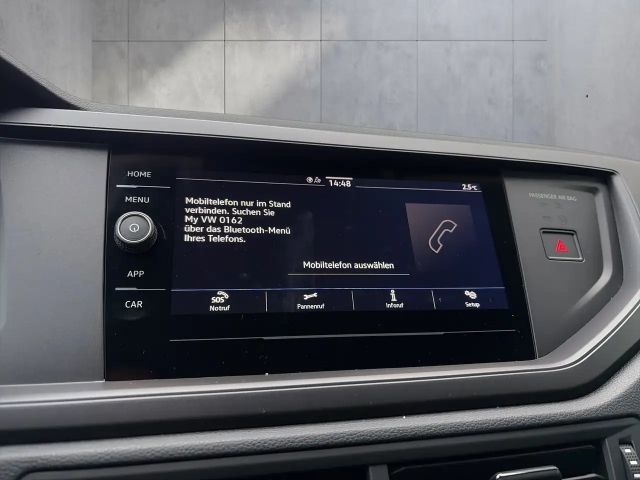 HOME
MENU
APP
CAR
14:48
2.5°C
Mobiltelefon nur im Stand
verbinden. Suchen Sie
My VW 0162
über das Bluetooth-Menü
Ihres Telefons.
Mobiltelefon auswählen
SOS
Notruf
Pannenruf
Inforuf
Setup
PASSENGER AIR BAG